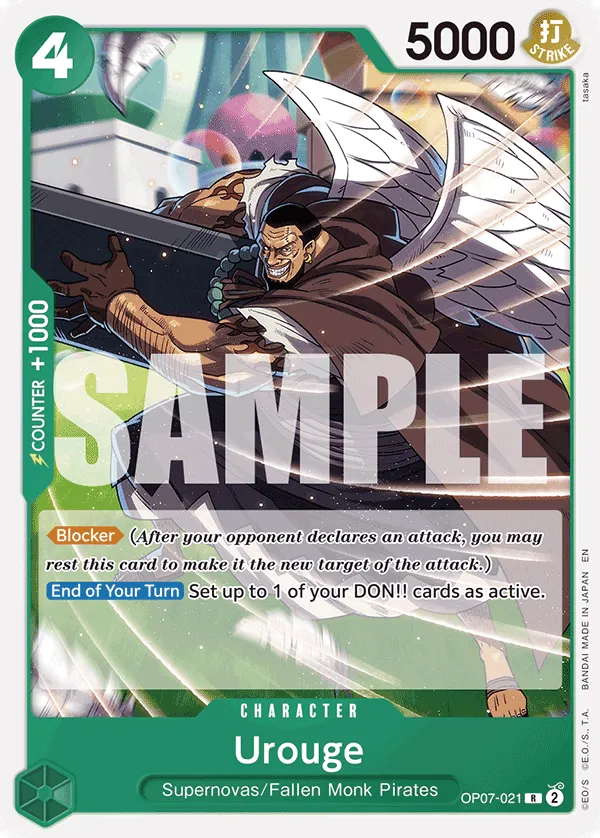 4
5000
打
STRIKE
tasaka
COUNTER +1000
SAMPLE
Blocker (After your opponent declares an attack, you may
rest this card to make it the new target of the attack.)
End of Your Turn Set up to 1 of your DON!! cards as active.
CHARACTER
Urouge
Supernovas/Fallen Monk Pirates
OP07-021 R 2
©E.O/S ©E.O./S., T.A. BANDAI MADE IN JAPAN EN